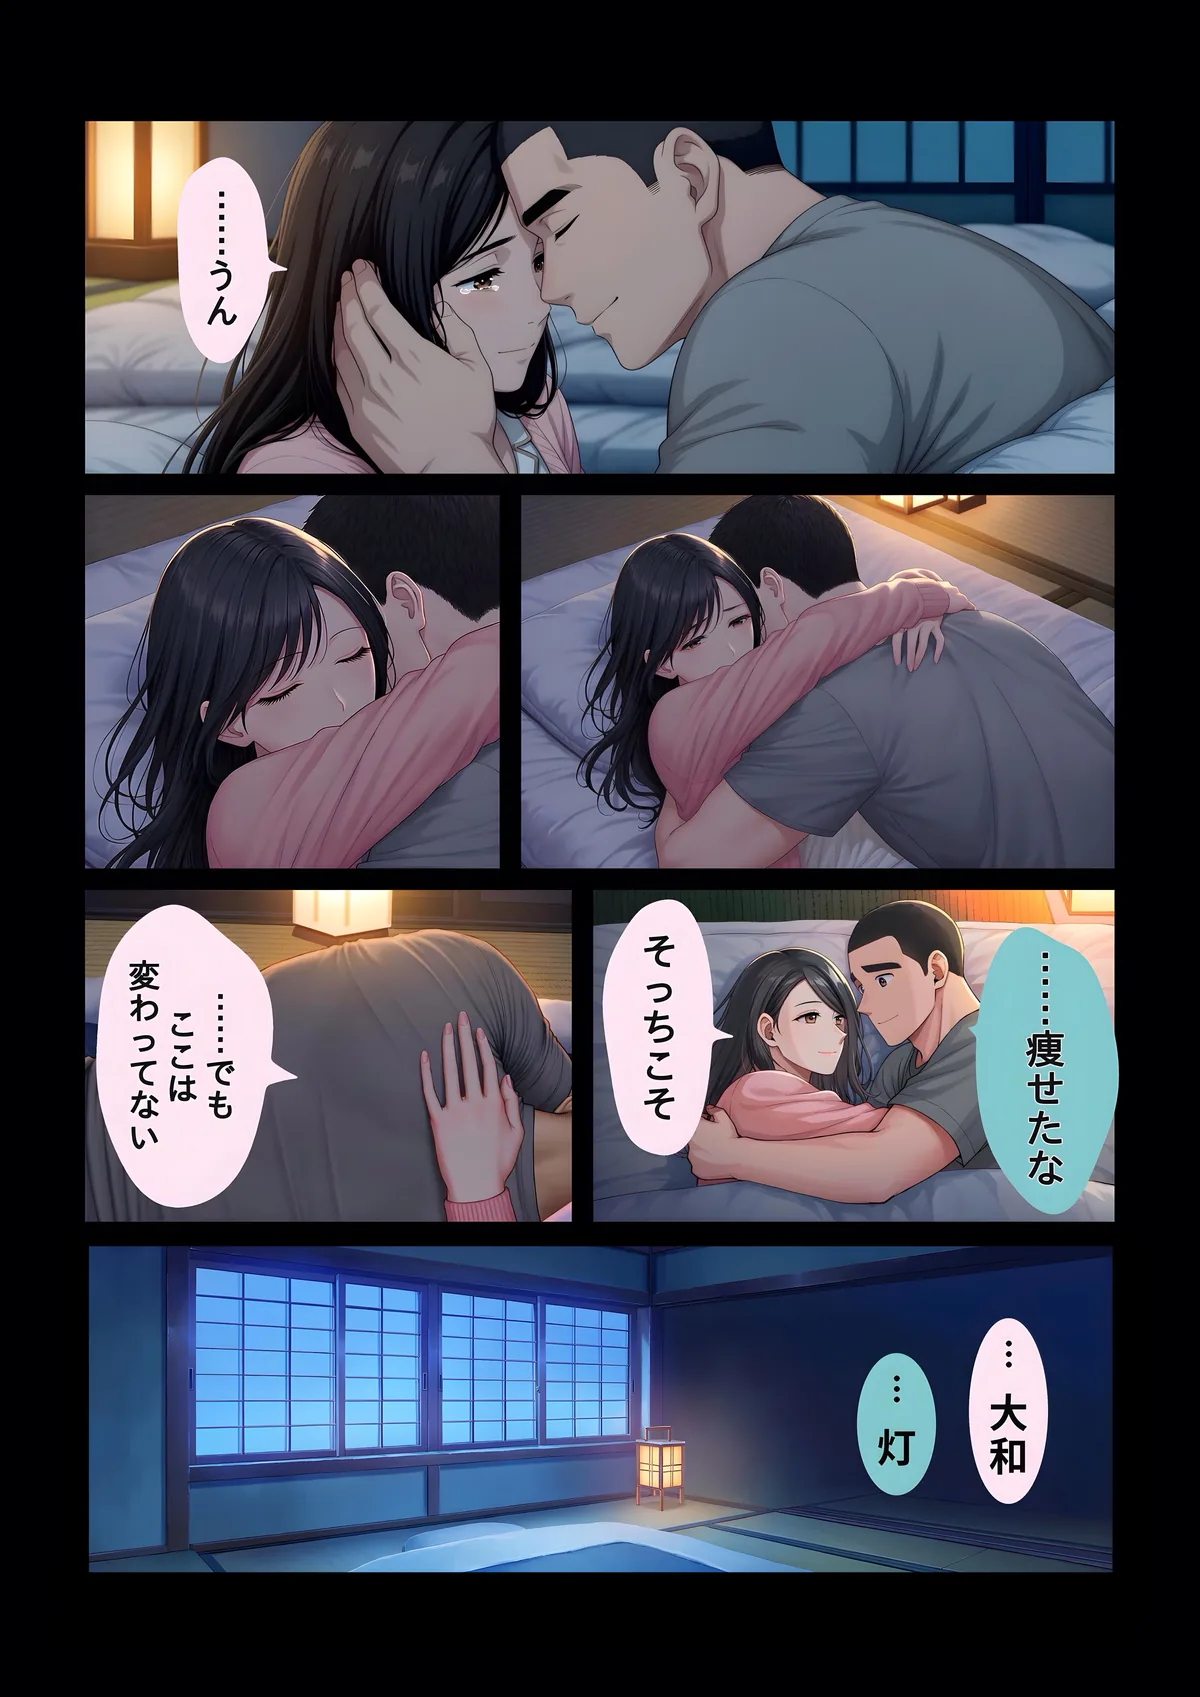 ……うん
……痩せたな
そっちこそ
……でも
ここは
変わってない
… 大和
… 灯